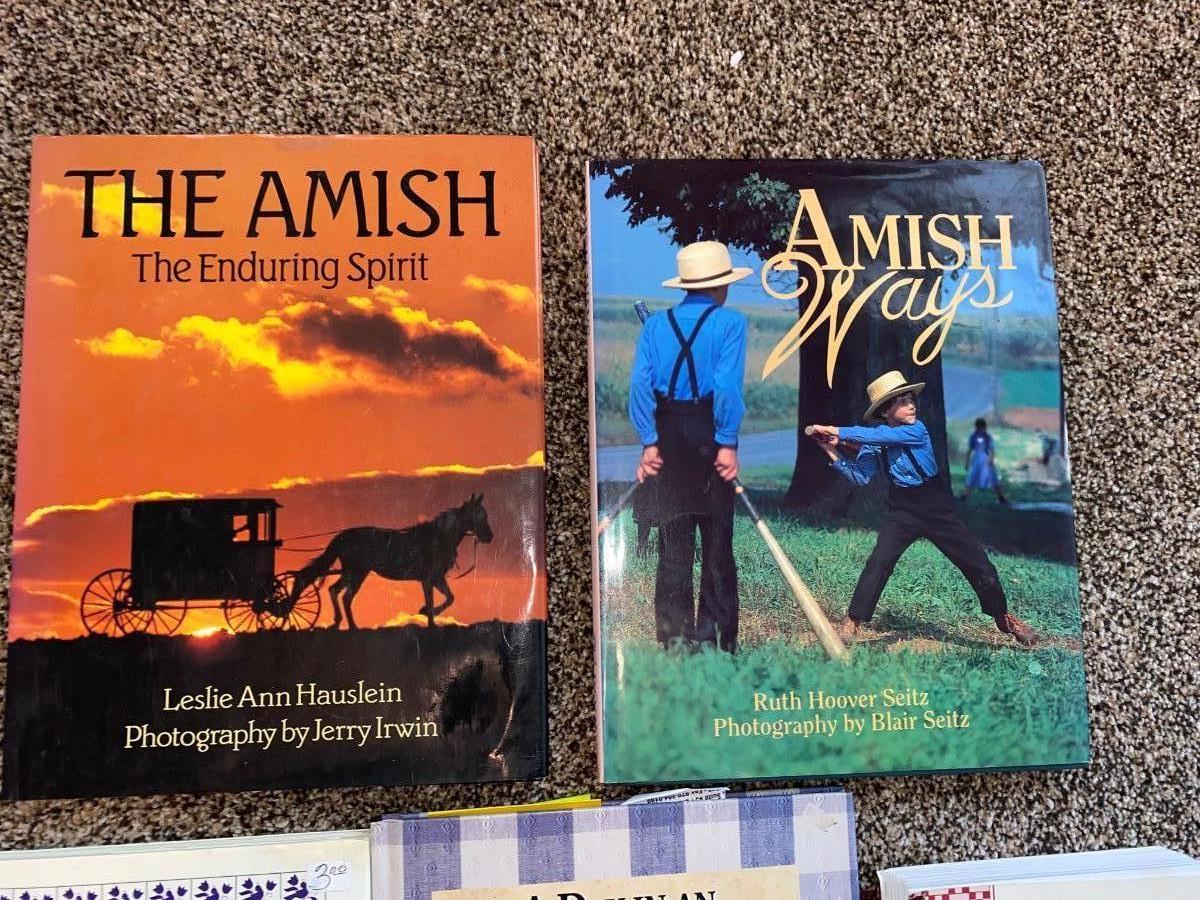 THE AMISH
The Enduring Spirit
Leslie Ann Hauslein
Photography by Jerry Irwin
AMISH
Ways
Ruth Hoover Seitz
Photography by Blair Seitz
3.00